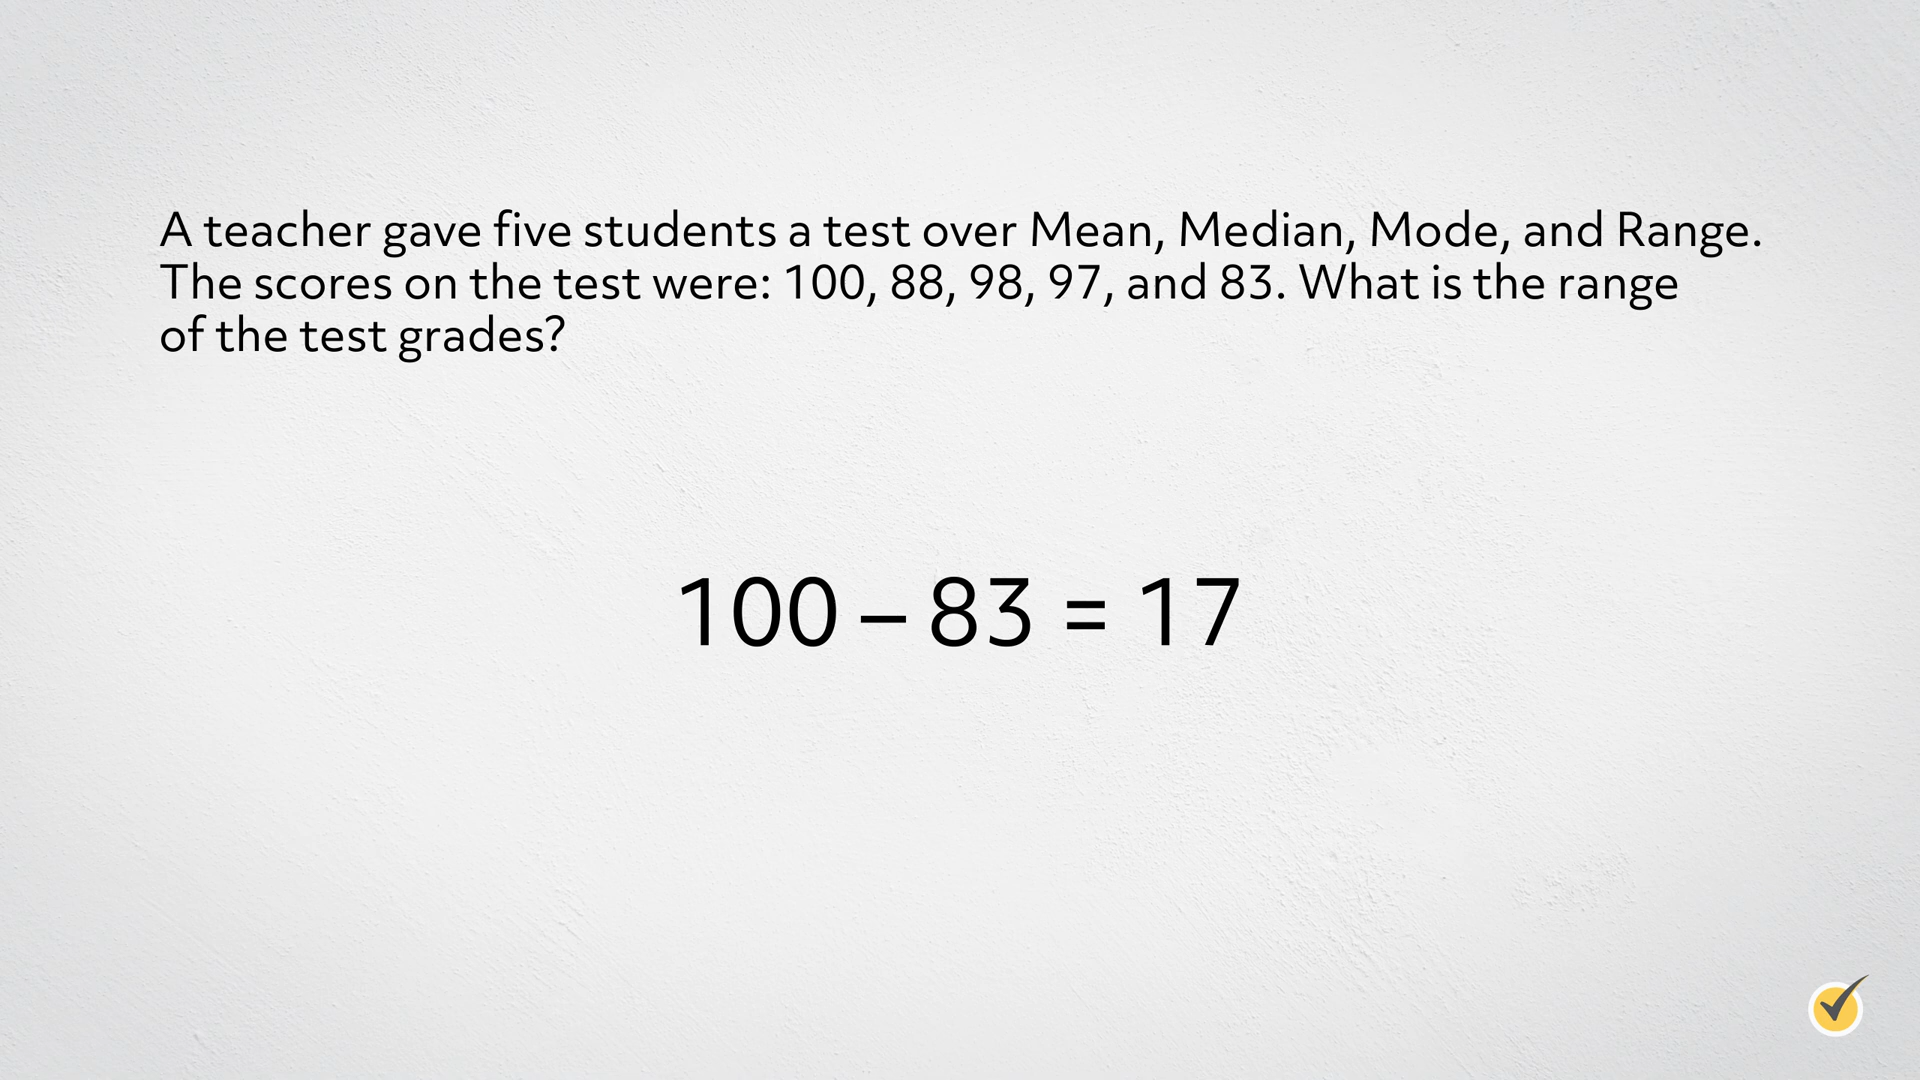 A teacher gave five students a test over Mean, Median, Mode, and Range.
The scores on the test were: 100, 88, 98, 97, and 83. What is the range
of the test grades?
100 – 83 = 17